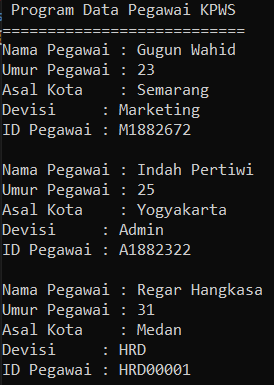 Program Data Pegawai KPWS
===========================
Nama Pegawai : Gugun Wahid
Umur Pegawai : 23
Asal Kota    : Semarang
Devisi     : Marketing
ID Pegawai : M1882672

Nama Pegawai : Indah Pertiwi
Umur Pegawai : 25
Asal Kota    : Yogyakarta
Devisi     : Admin
ID Pegawai : A1882322

Nama Pegawai : Regar Hangkasa
Umur Pegawai : 31
Asal Kota    : Medan
Devisi     : HRD
ID Pegawai : HRD00001